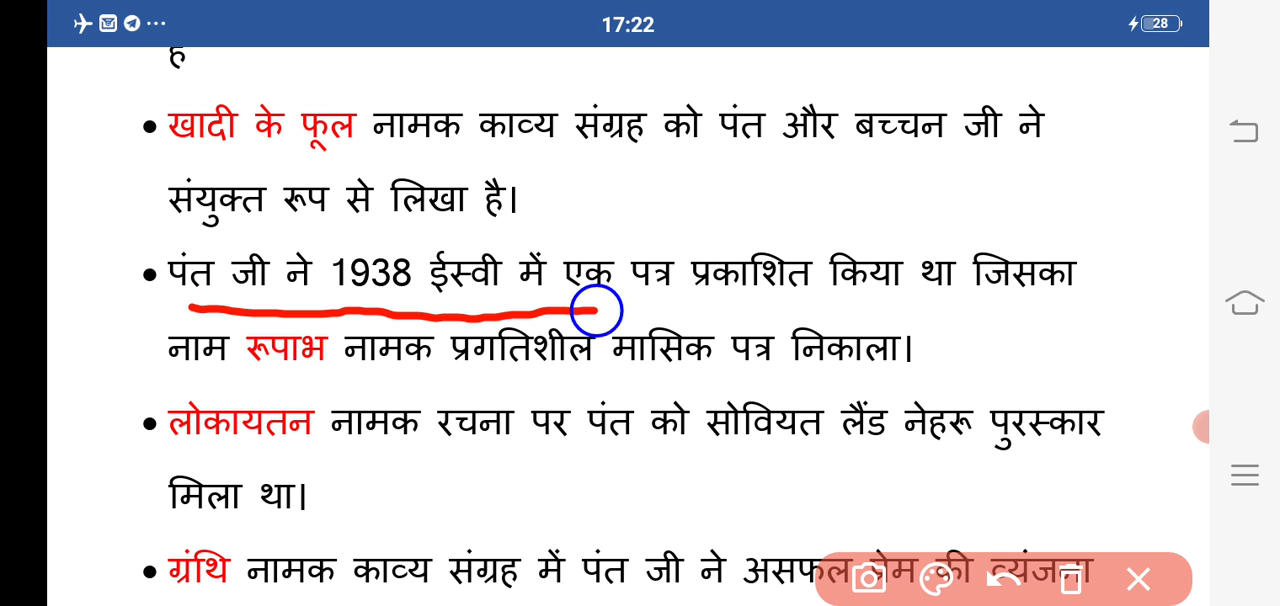 17:22
28
है
• खादी के फूल नामक काव्य संग्रह को पंत और बच्चन जी ने
संयुक्त रूप से लिखा है।
• पंत जी ने 1938 ईस्वी में एक पत्र प्रकाशित किया था जिसका
नाम रूपाभ नामक प्रगतिशील मासिक पत्र निकाला।
• लोकायतन नामक रचना पर पंत को सोवियत लैंड नेहरू पुरस्कार
मिला था।
• ग्रंथि नामक काव्य संग्रह में पंत जी ने असफल प्रेम की व्यंजना